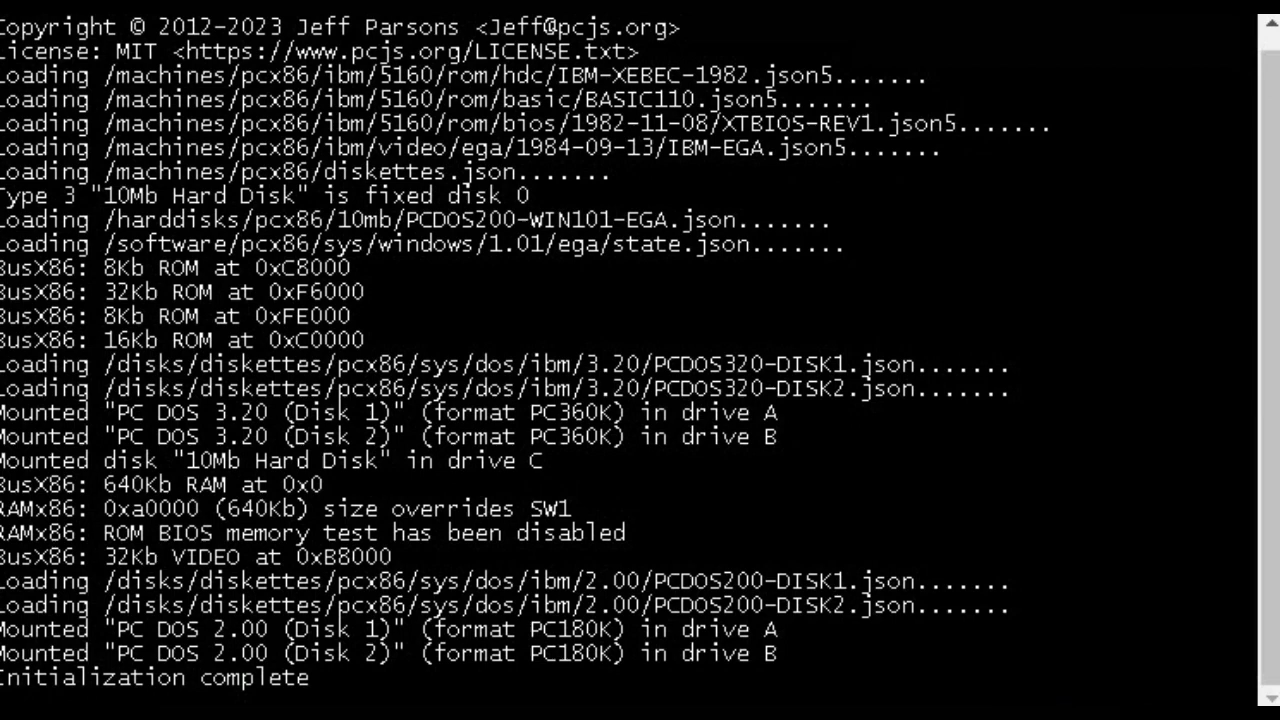 Copyright © 2012-2023 Jeff Parsons <Jeff@pcjs.org>
License: MIT <https://www.pcjs.org/LICENSE.txt>
Loading /machines/pcx86/ibm/5160/rom/hdc/IBM-XEBEC-1982.json5.......
Loading /machines/pcx86/ibm/5160/rom/basic/BASIC110.json5.......
Loading /machines/pcx86/ibm/5160/rom/bios/1982-11-08/XTBIOS-REV1.json5.......
Loading /machines/pcx86/ibm/video/ega/1984-09-13/IBM-EGA.json5.......
Loading /machines/pcx86/diskettes.json.......
Type 3 "10Mb Hard Disk" is fixed disk 0
Loading /harddisks/pcx86/10mb/PCDOS200-WIN101-EGA.json.......
Loading /software/pcx86/sys/windows/1.01/ega/state.json.......
BusX86: 8Kb ROM at 0xC8000
BusX86: 32Kb ROM at 0xF6000
BusX86: 8Kb ROM at 0xFE000
BusX86: 16Kb ROM at 0xC0000
Loading /disks/diskettes/pcx86/sys/dos/ibm/3.20/PCDOS320-DISK1.json.......
Loading /disks/diskettes/pcx86/sys/dos/ibm/3.20/PCDOS320-DISK2.json.......
Mounted "PC DOS 3.20 (Disk 1)" (format PC360K) in drive A
Mounted "PC DOS 3.20 (Disk 2)" (format PC360K) in drive B
Mounted disk "10Mb Hard Disk" in drive C
BusX86: 640Kb RAM at 0x0
RAMx86: 0xa0000 (640Kb) size overrides SW1
RAMx86: ROM BIOS memory test has been disabled
BusX86: 32Kb VIDEO at 0xB8000
Loading /disks/diskettes/pcx86/sys/dos/ibm/2.00/PCDOS200-DISK1.json.......
Loading /disks/diskettes/pcx86/sys/dos/ibm/2.00/PCDOS200-DISK2.json.......
Mounted "PC DOS 2.00 (Disk 1)" (format PC180K) in drive A
Mounted "PC DOS 2.00 (Disk 2)" (format PC180K) in drive B
Initialization complete